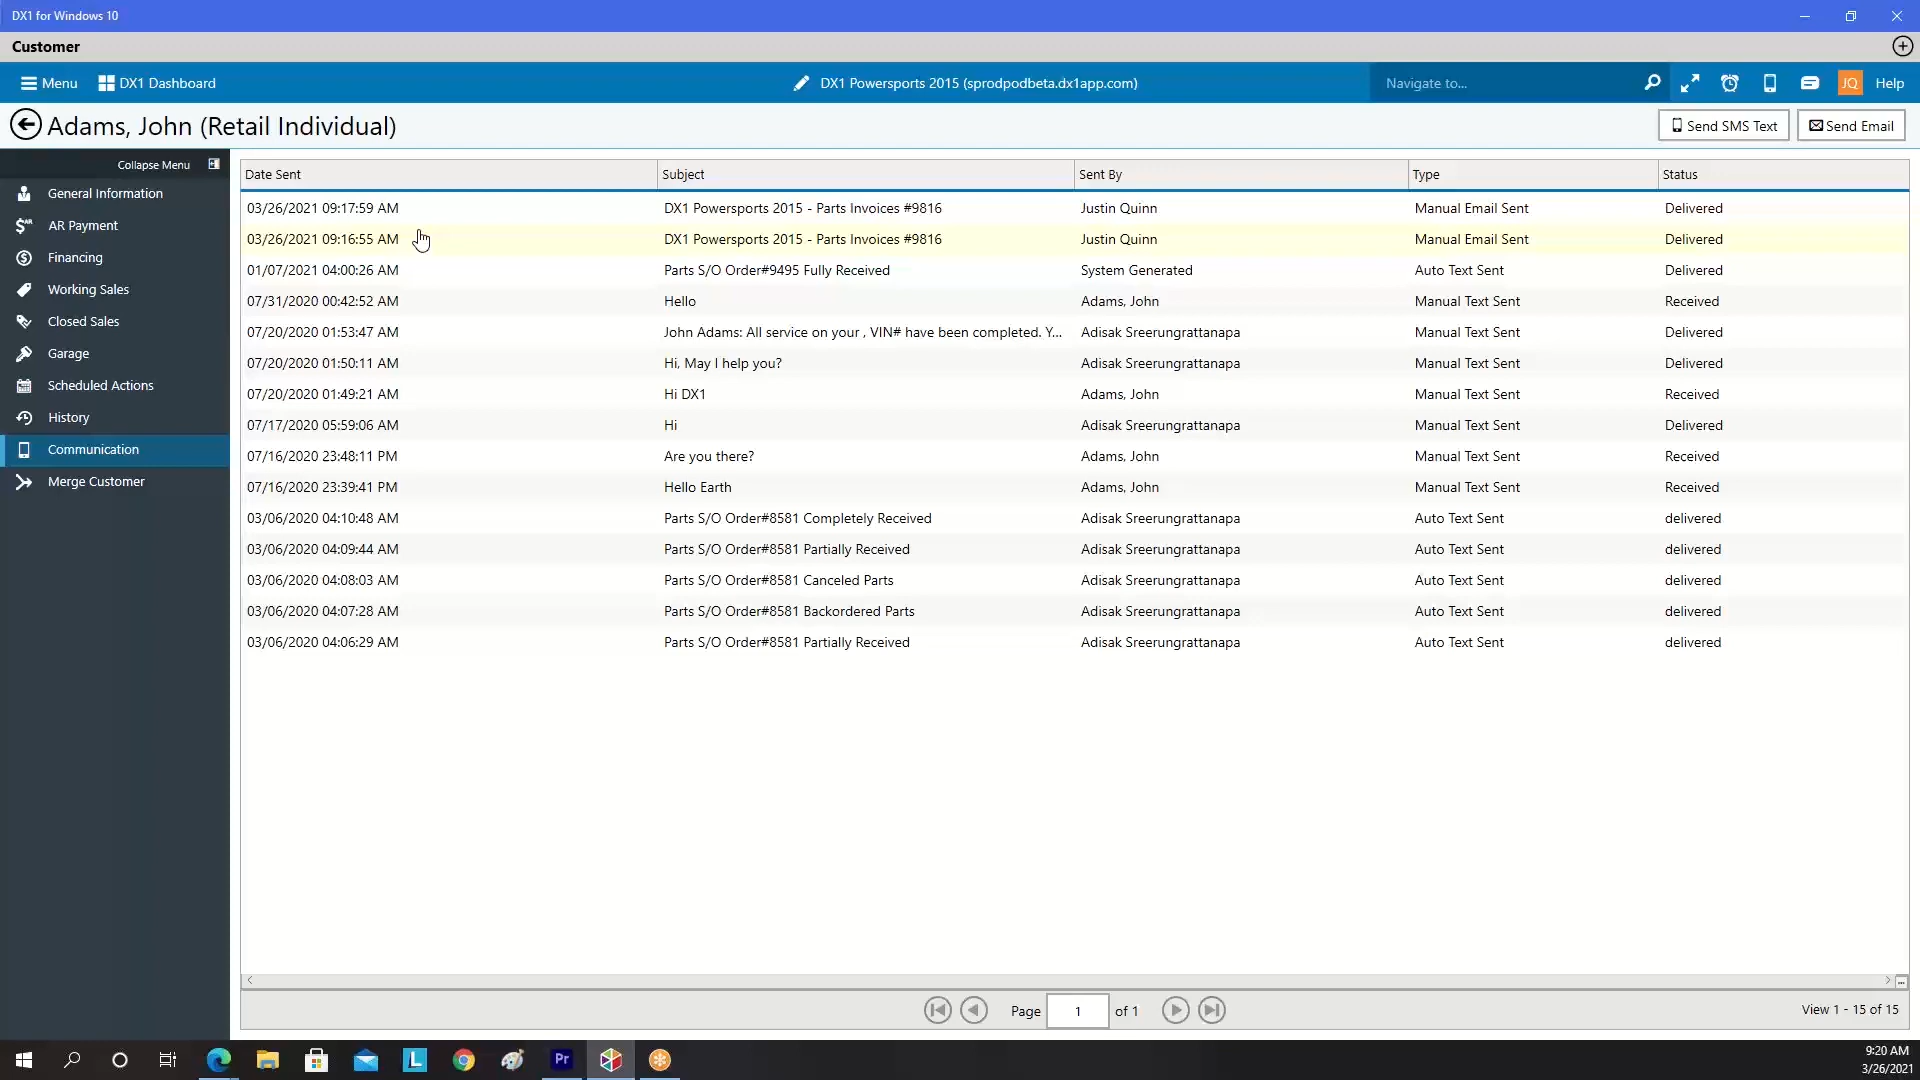 DX1 for Windows 10
Customer
Menu DX1 Dashboard DX1 Powersports 2015 (sprodpodbeta.dx1app.com) Navigate to... JQ Help
Adams, John (Retail Individual) Send SMS Text Send Email
Collapse Menu
General Information
AR Payment
Financing
Working Sales
Closed Sales
Garage
Scheduled Actions
History
Communication
Merge Customer
Date Sent Subject Sent By Type Status
03/26/2021 09:17:59 AM DX1 Powersports 2015 - Parts Invoices #9816 Justin Quinn Manual Email Sent Delivered
03/26/2021 09:16:55 AM DX1 Powersports 2015 - Parts Invoices #9816 Justin Quinn Manual Email Sent Delivered
01/07/2021 04:00:26 AM Parts S/O Order#9495 Fully Received System Generated Auto Text Sent Delivered
07/31/2020 00:42:52 AM Hello Adams, John Manual Text Sent Received
07/20/2020 01:53:47 AM John Adams: All service on your , VIN# have been completed. Y... Adisak Sreerungrattanapa Manual Text Sent Delivered
07/20/2020 01:50:11 AM Hi, May I help you? Adisak Sreerungrattanapa Manual Text Sent Delivered
07/20/2020 01:49:21 AM Hi DX1 Adams, John Manual Text Sent Received
07/17/2020 05:59:06 AM Hi Adisak Sreerungrattanapa Manual Text Sent Delivered
07/16/2020 23:48:11 PM Are you there? Adams, John Manual Text Sent Received
07/16/2020 23:39:41 PM Hello Earth Adams, John Manual Text Sent Received
03/06/2020 04:10:48 AM Parts S/O Order#8581 Completely Received Adisak Sreerungrattanapa Auto Text Sent delivered
03/06/2020 04:09:44 AM Parts S/O Order#8581 Partially Received Adisak Sreerungrattanapa Auto Text Sent delivered
03/06/2020 04:08:03 AM Parts S/O Order#8581 Canceled Parts Adisak Sreerungrattanapa Auto Text Sent delivered
03/06/2020 04:07:28 AM Parts S/O Order#8581 Backordered Parts Adisak Sreerungrattanapa Auto Text Sent delivered
03/06/2020 04:06:29 AM Parts S/O Order#8581 Partially Received Adisak Sreerungrattanapa Auto Text Sent delivered
Page 1 of 1 View 1 - 15 of 15
L Pr 9:20 AM
3/26/2021